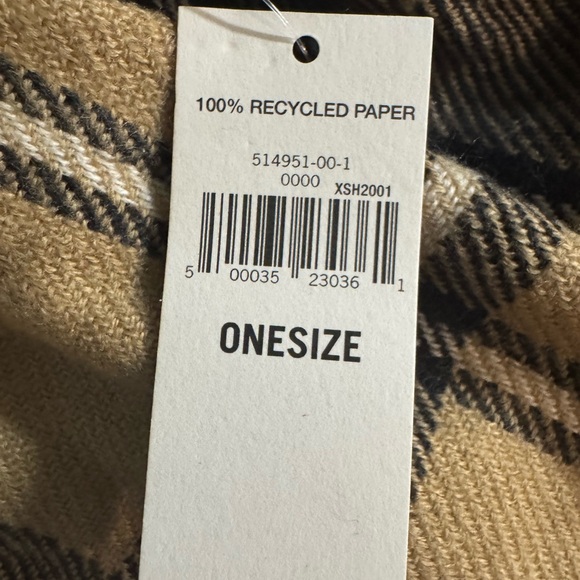 100% RECYCLED PAPER
514951-00-1
0000 XSH2001
5 00035 23036 1
ONESIZE